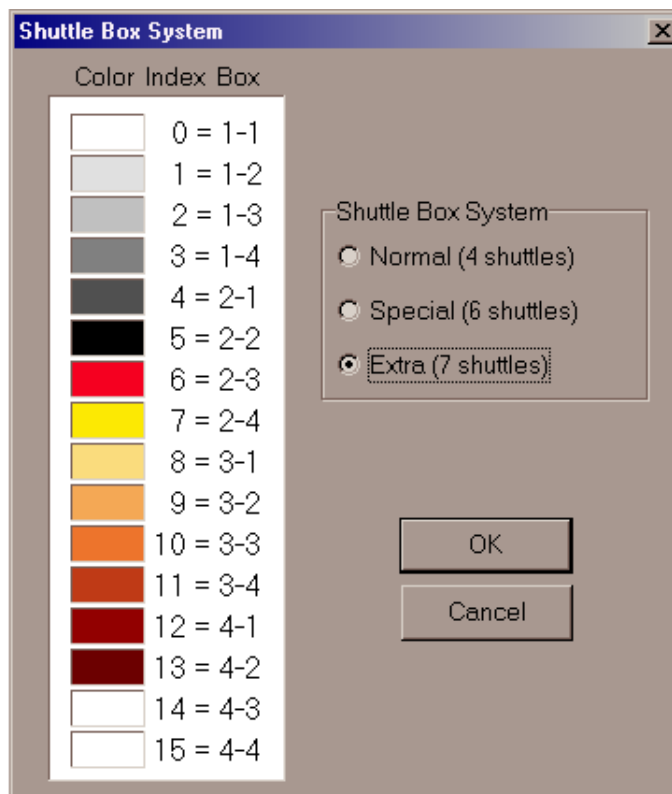 Shuttle Box System
Color Index Box
0 = 1-1
1 = 1-2
2 = 1-3
3 = 1-4
4 = 2-1
5 = 2-2
6 = 2-3
7 = 2-4
8 = 3-1
9 = 3-2
10 = 3-3
11 = 3-4
12 = 4-1
13 = 4-2
14 = 4-3
15 = 4-4
Shuttle Box System
Normal (4 shuttles)
Special (6 shuttles)
Extra (7 shuttles)
OK
Cancel